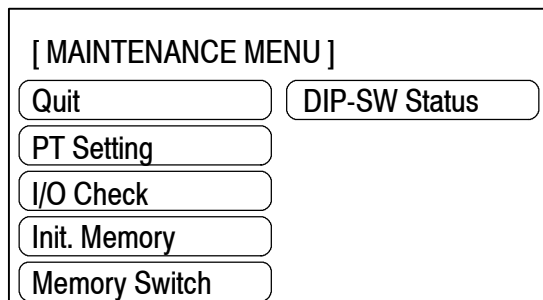 [ MAINTENANCE MENU ]
Quit
DIP-SW Status
PT Setting
I/O Check
Init. Memory
Memory Switch